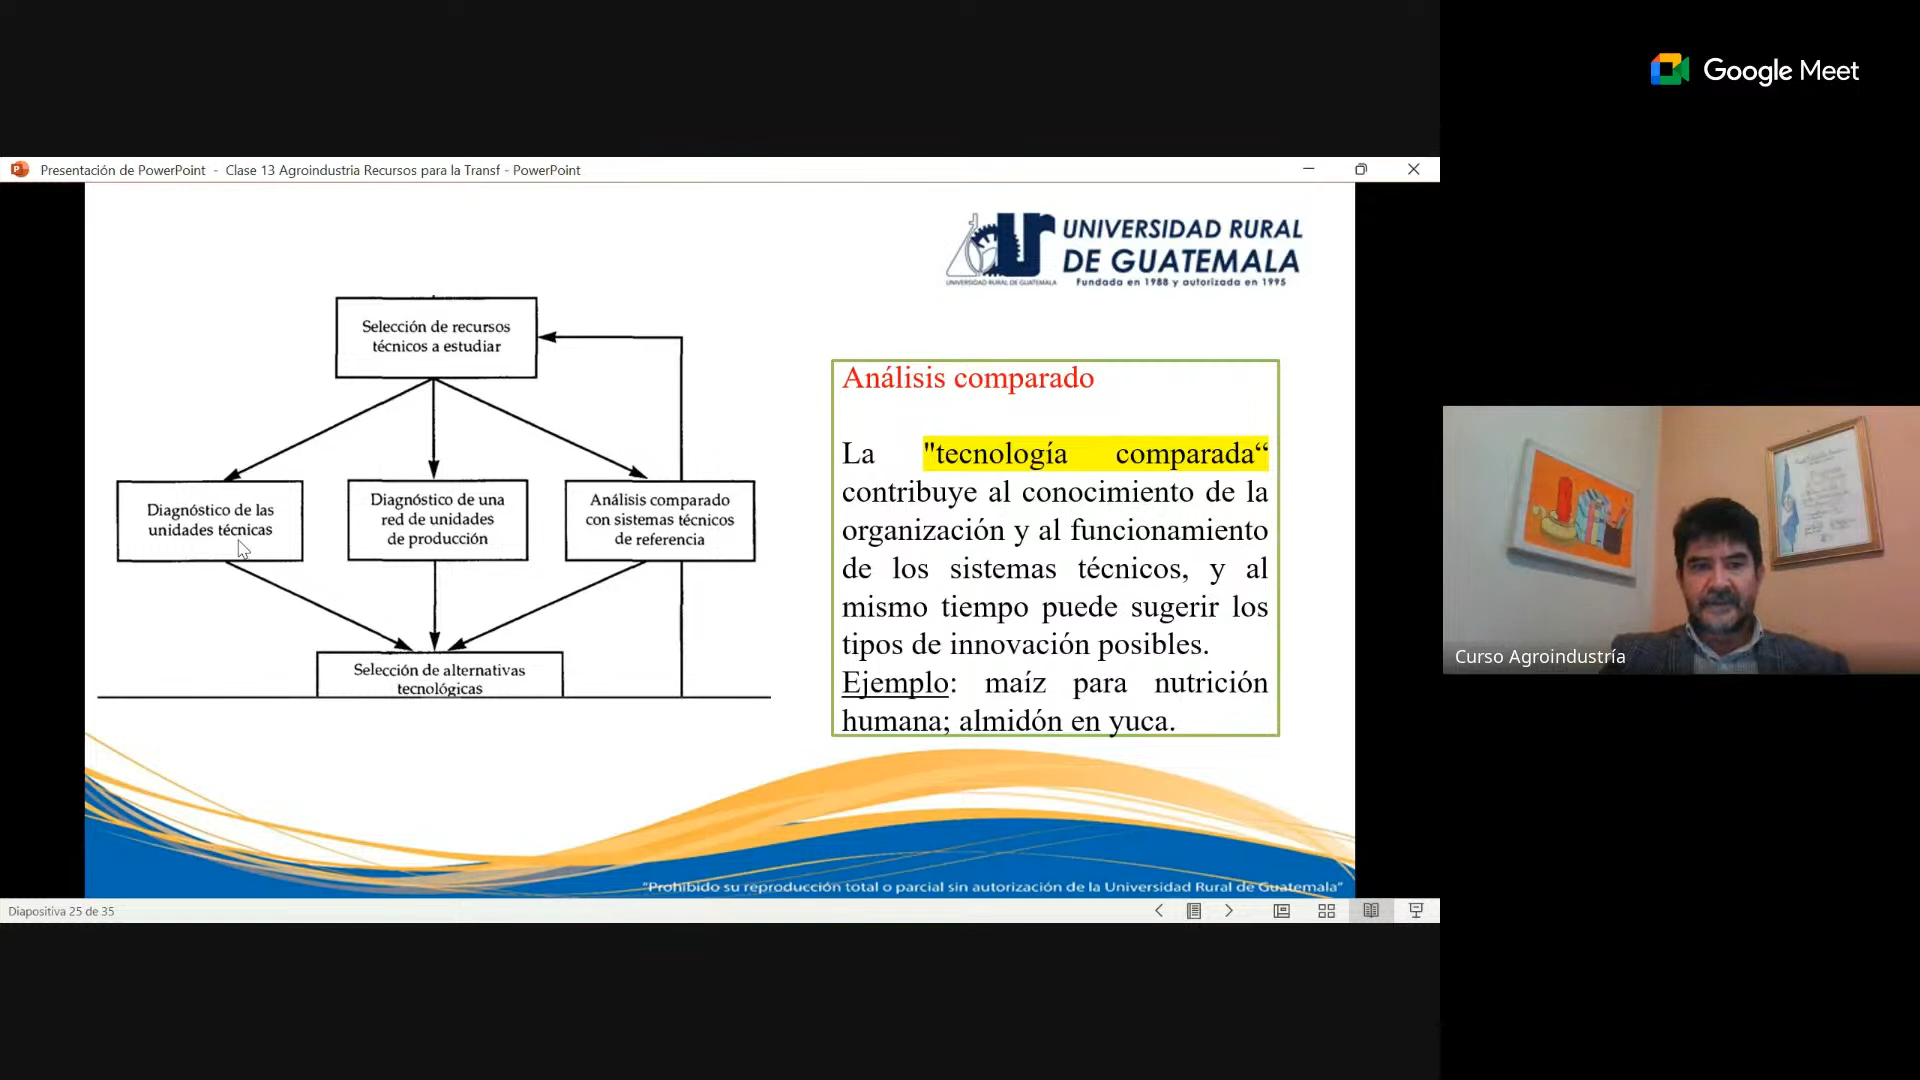 Google Meet
Presentación de PowerPoint - Clase 13 Agroindustria Recursos para la Transf - PowerPoint
UNIVERSIDAD RURAL
DE GUATEMALA
UNIVERSIDAD RURAL DE GUATEMALA
Fundada en 1988 y autorizada en 1995
Selección de recursos
técnicos a estudiar
Diagnóstico de las
unidades técnicas
Diagnóstico de una
red de unidades
de producción
Análisis comparado
con sistemas técnicos
de referencia
Selección de alternativas
tecnológicas
Análisis comparado
La "tecnología comparada“
contribuye al conocimiento de la
organización y al funcionamiento
de los sistemas técnicos, y al
mismo tiempo puede sugerir los
tipos de innovación posibles.
Ejemplo: maíz para nutrición
humana; almidón en yuca.
"Prohibido su reproducción total o parcial sin autorización de la Universidad Rural de Guatemala"
Diapositiva 25 de 35
Curso Agroindustría